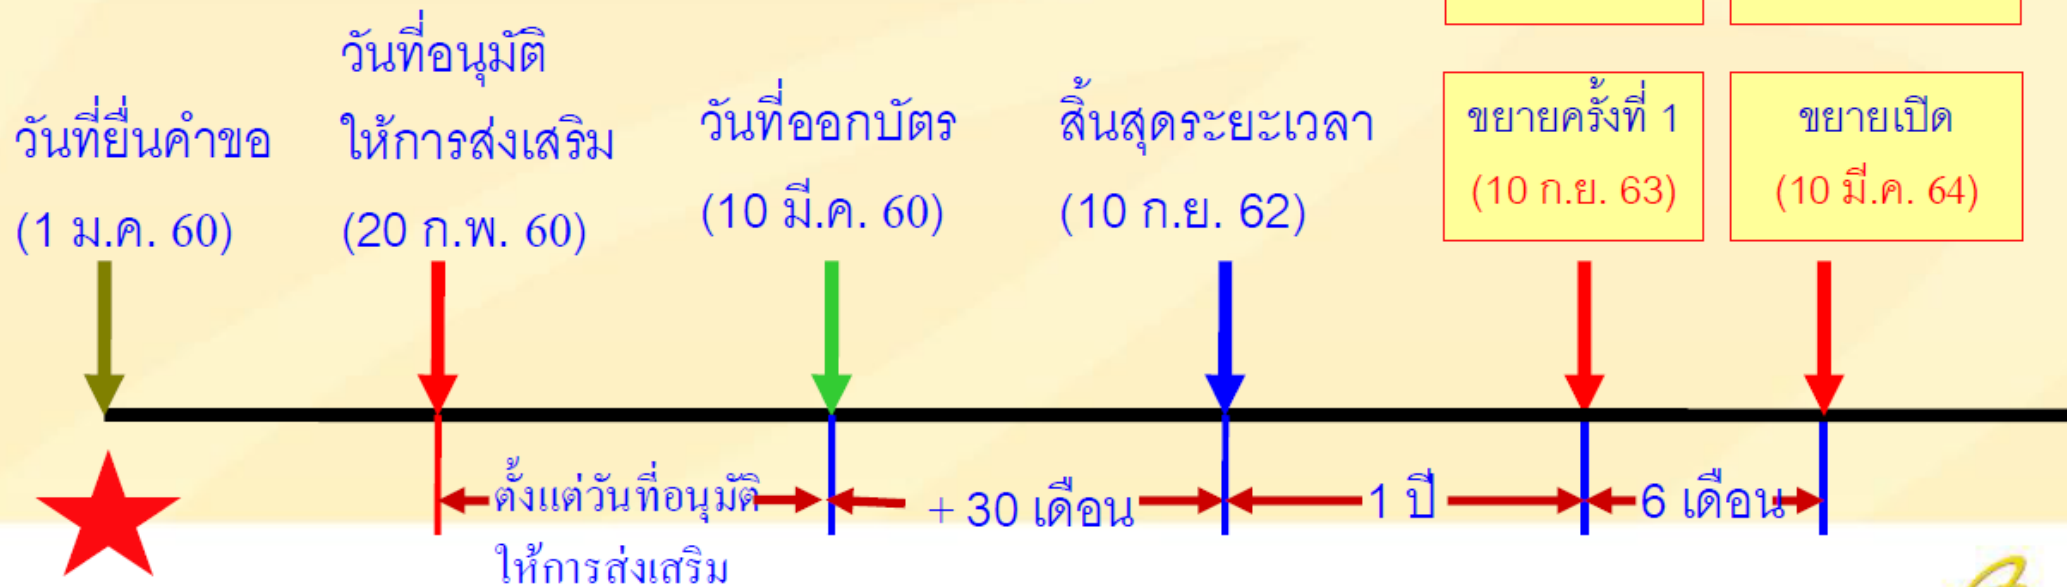 วันที่ยื่นคำขอ
(1 ม.ค. 60)
วันที่อนุมัติ
ให้การส่งเสริม
(20 ก.พ. 60)
วันที่ออกบัตร
(10 มี.ค. 60)
สิ้นสุดระยะเวลา
(10 ก.ย. 62)
ขยายครั้งที่ 1
(10 ก.ย. 63)
ขยายเปิด
(10 มี.ค. 64)
ตั้งแต่วันที่อนุมัติ
ให้การส่งเสริม
+ 30 เดือน
1 ปี
6 เดือน